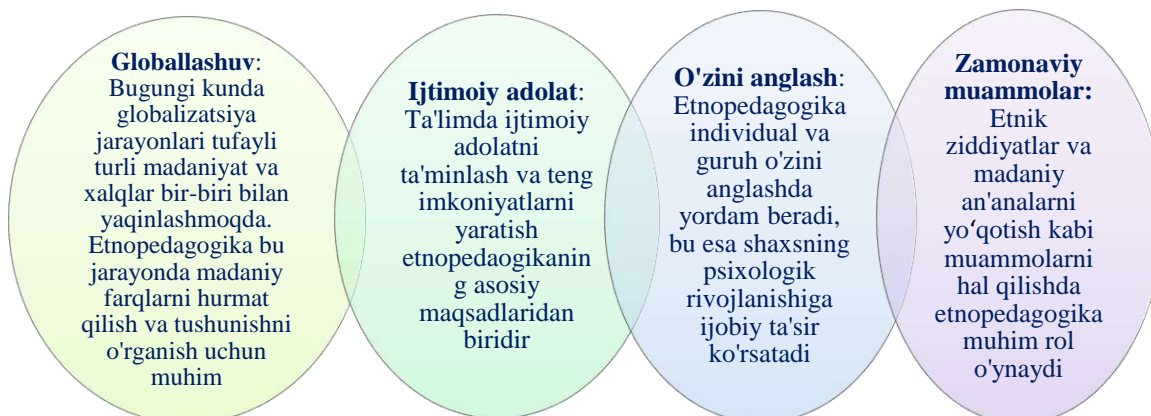 Globallashuv:
Bugungi kunda
globalizatsiya
jarayonlari tufayli
turli madaniyat va
xalqlar bir-biri bilan
yaqinlashmoqda.
Etnopedagogika bu
jarayonda madaniy
farqlarni hurmat
qilish va tushunishni
o'rganish uchun
muhim
Ijtimoiy adolat:
Ta'limda ijtimoiy
adolatni
ta'minlash va teng
imkoniyatlarni
yaratish
etnopedaogikanin
g asosiy
maqsadlaridan
biridir
O'zini anglash:
Etnopedagogika
individual va
guruh o'zini
anglashda
yordam beradi,
bu esa shaxsning
psixologik
rivojlanishiga
ijobiy ta'sir
ko'rsatadi
Zamonaviy
muammolar:
Etnik
ziddiyatlar va
madaniy
an'analarni
yo‘qotish kabi
muammolarni
hal qilishda
etnopedagogika
muhim rol
o'ynaydi